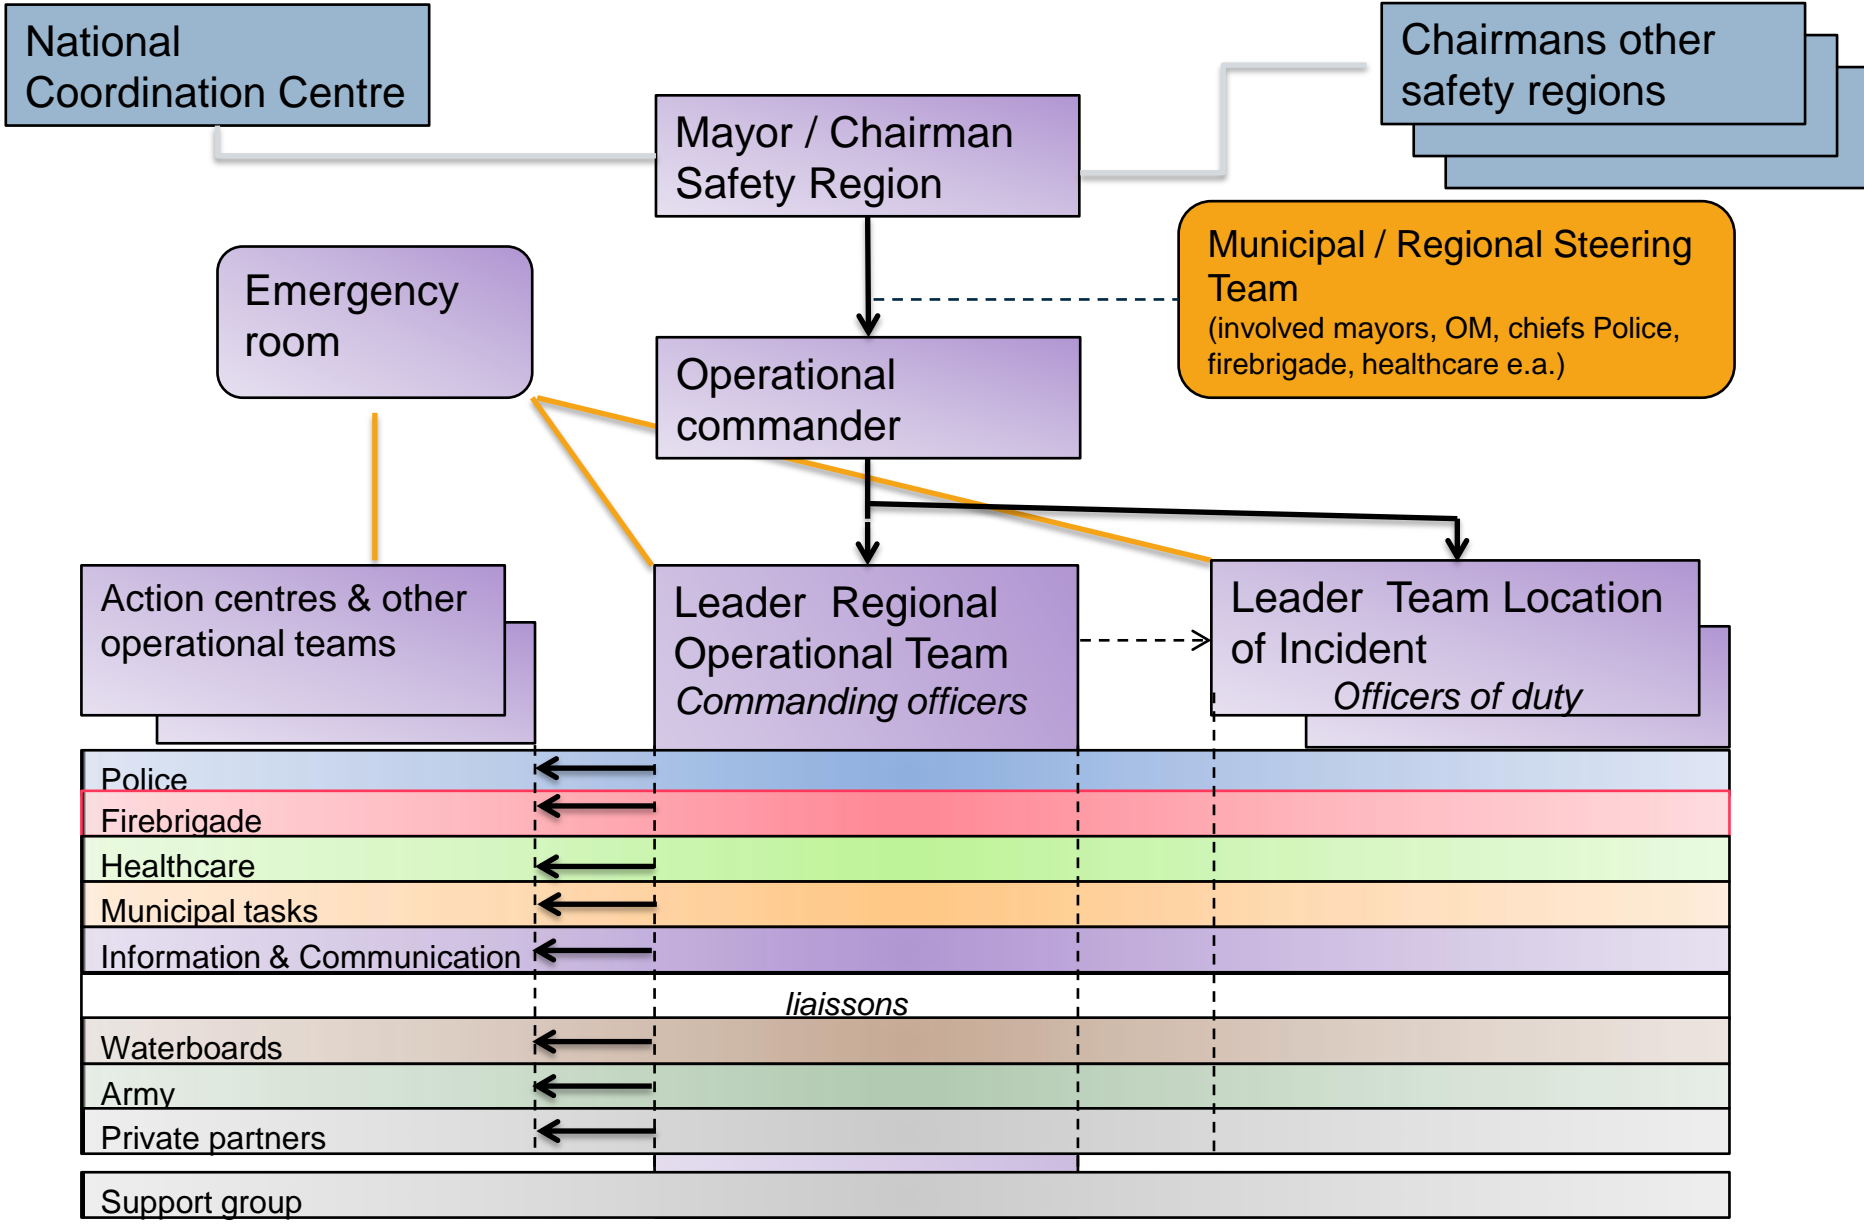 National
Coordination Centre
Chairmans other
safety regions
Mayor / Chairman
Safety Region
Municipal / Regional Steering
Team
(involved mayors, OM, chiefs Police,
firebrigade, healthcare e.a.)
Emergency
room
Operational
commander
Action centres & other
operational teams
Leader Regional
Operational Team
Commanding officers
Leader Team Location
of Incident
Officers of duty
Police
Firebrigade
Healthcare
Municipal tasks
Information & Communication
liaissons
Waterboards
Army
Private partners
Support group